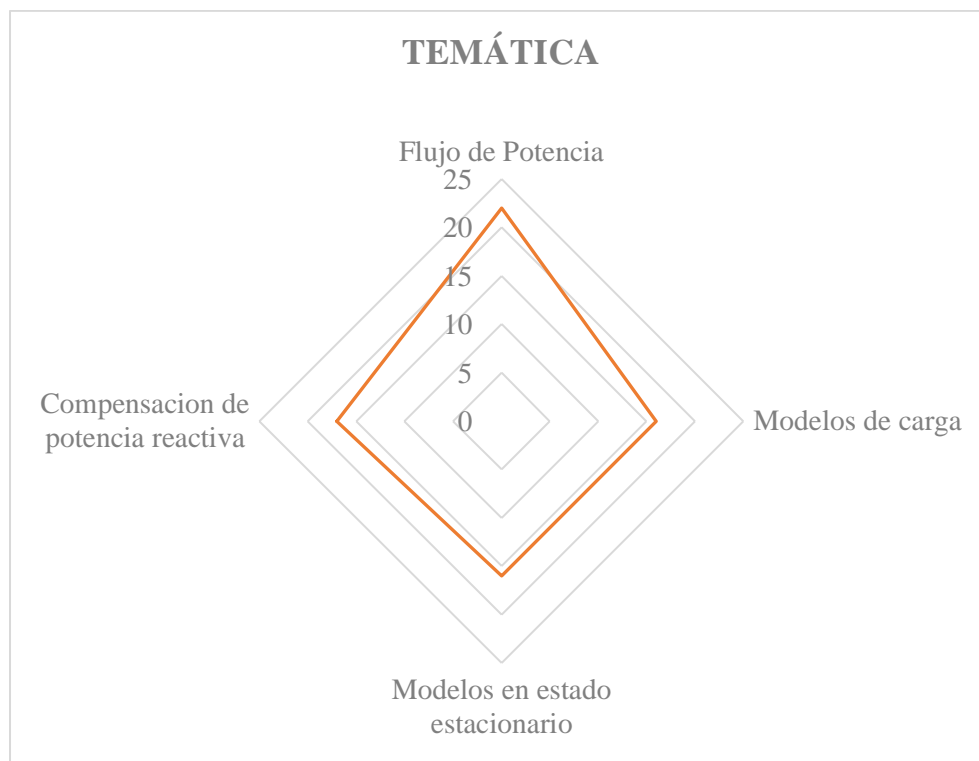 TEMÁTICA
Flujo de Potencia
25
20
15
10
5
0
Compensacion de
potencia reactiva
Modelos de carga
Modelos en estado
estacionario